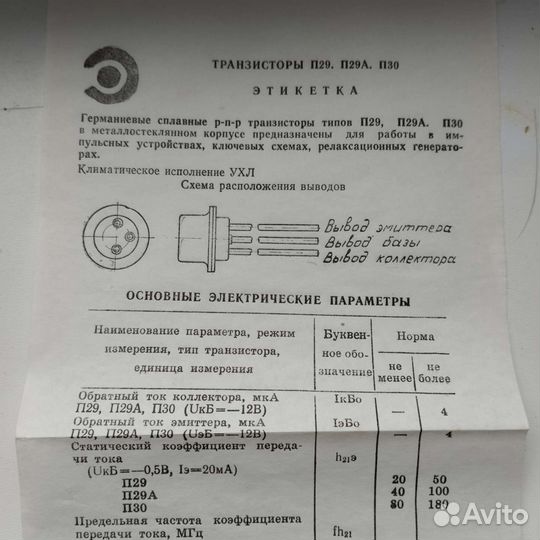 ТРАНЗИСТОРЫ П29. П29А. П30
ЭТИКЕТКА
Германиевые сплавные р-п-р транзисторы типов П29, П29А. П30
в металлостеклянном корпусе предназначены для работы в им-
пульсных устройствах, ключевых схемах, релаксационных генерато-
рах.
Климатическое исполнение УХЛ
Схема расположения выводов
Вывод эмиттера
Вывод базы
Вывод коллектора
ОСНОВНЫЕ ЭЛЕКТРИЧЕСКИЕ ПАРАМЕТРЫ
Наименование параметра, режим измерения, тип транзистора, единица измерения
Буквен-
ное обо-
значение
Норма
не менее
не более
Обратный ток коллектора, мкА IкБо
П29, П29А, П30 (UкБ=—12В) — 4
Обратный ток эмиттера, мкА IэБо
П29, П29А, П30 (UэБ=—12В) — 4
Статический коэффициент переда-
чи тока h21э
(UкБ=—0,5В, Iэ=20мА)
П29 20 50
П29А 40 100
П30 80 180
Предельная частота коэффициента
передачи тока, МГц fh21
Avito